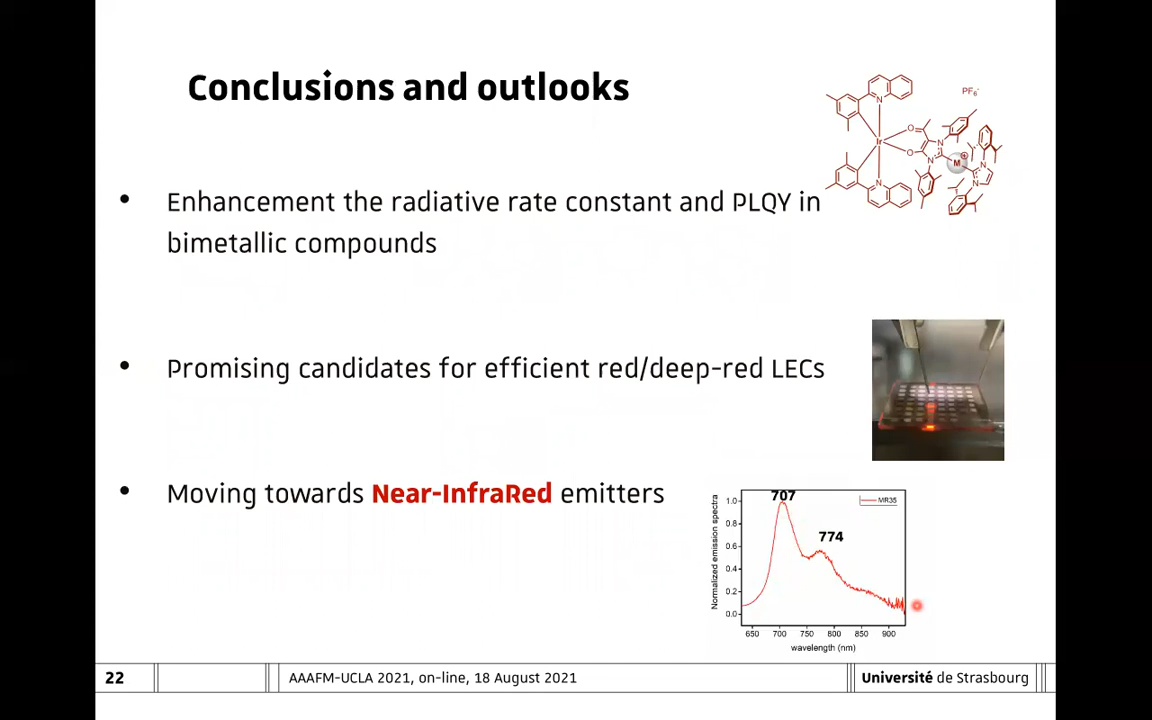 Conclusions and outlooks
PF6-
N
Ir
O
O
N
N
M
+
N
N
N
• Enhancement the radiative rate constant and PLQY in
bimetallic compounds
• Promising candidates for efficient red/deep-red LECs
• Moving towards Near-InfraRed emitters
707
774
MR35
Normalized emission spectra
1.0
0.8
0.6
0.4
0.2
0.0
650 700 750 800 850 900
wavelength (nm)
22
AAAFM-UCLA 2021, on-line, 18 August 2021
Université de Strasbourg